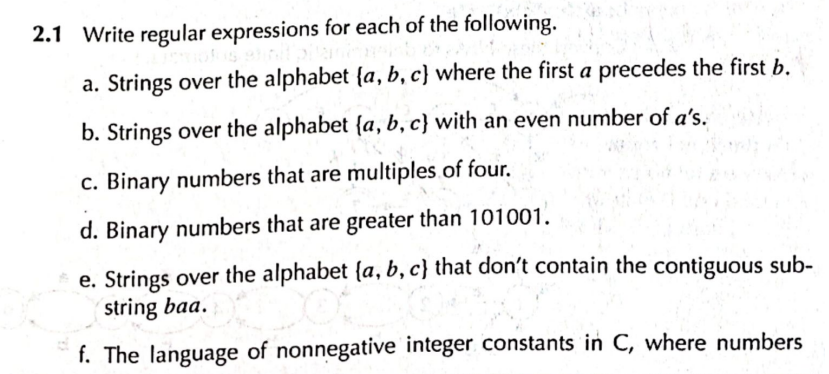 2.1 Write regular expressions for each of the following.
a. Strings over the alphabet {a, b, c} where the first a precedes the first b.
b. Strings over the alphabet {a, b, c} with an even number of a's.
c. Binary numbers that are multiples of four.
d. Binary numbers that are greater than 101001.
e. Strings over the alphabet {a, b, c} that don't contain the contiguous sub-
string baa.
f. The language of nonnegative integer constants in C, where numbers